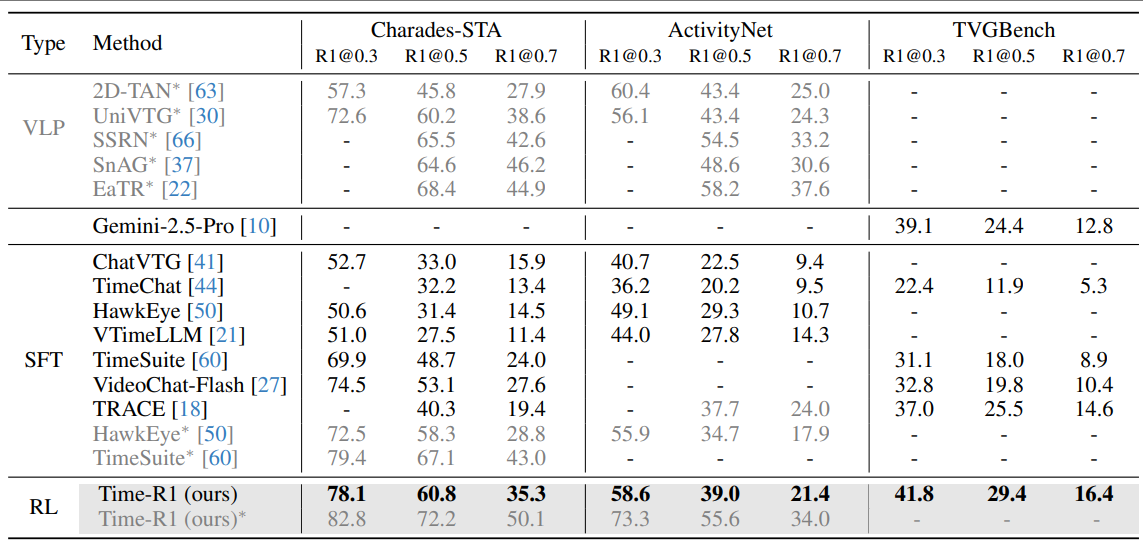 Type Method Charades-STA ActivityNet TVGBench
R1@0.3 R1@0.5 R1@0.7 R1@0.3 R1@0.5 R1@0.7 R1@0.3 R1@0.5 R1@0.7
VLP
2D-TAN* [63] 57.3 45.8 27.9 60.4 43.4 25.0 - - -
UniVTG* [30] 72.6 60.2 38.6 56.1 43.4 24.3 - - -
SSRN* [66] - 65.5 42.6 - 54.5 33.2 - - -
SnAG* [37] - 64.6 46.2 - 48.6 30.6 - - -
EaTR* [22] - 68.4 44.9 - 58.2 37.6 - - -
Gemini-2.5-Pro [10] - - - - - - 39.1 24.4 12.8
SFT
ChatVTG [41] 52.7 33.0 15.9 40.7 22.5 9.4 - - -
TimeChat [44] - 32.2 13.4 36.2 20.2 9.5 22.4 11.9 5.3
HawkEye [50] 50.6 31.4 14.5 49.1 29.3 10.7 - - -
VTimeLLM [21] 51.0 27.5 11.4 44.0 27.8 14.3 - - -
TimeSuite [60] 69.9 48.7 24.0 - - - 31.1 18.0 8.9
VideoChat-Flash [27] 74.5 53.1 27.6 - - - 32.8 19.8 10.4
TRACE [18] - 40.3 19.4 - 37.7 24.0 37.0 25.5 14.6
HawkEye* [50] 72.5 58.3 28.8 55.9 34.7 17.9 - - -
TimeSuite* [60] 79.4 67.1 43.0 - - - - - -
RL
Time-R1 (ours) 78.1 60.8 35.3 58.6 39.0 21.4 41.8 29.4 16.4
Time-R1 (ours)* 82.8 72.2 50.1 73.3 55.6 34.0 - - -